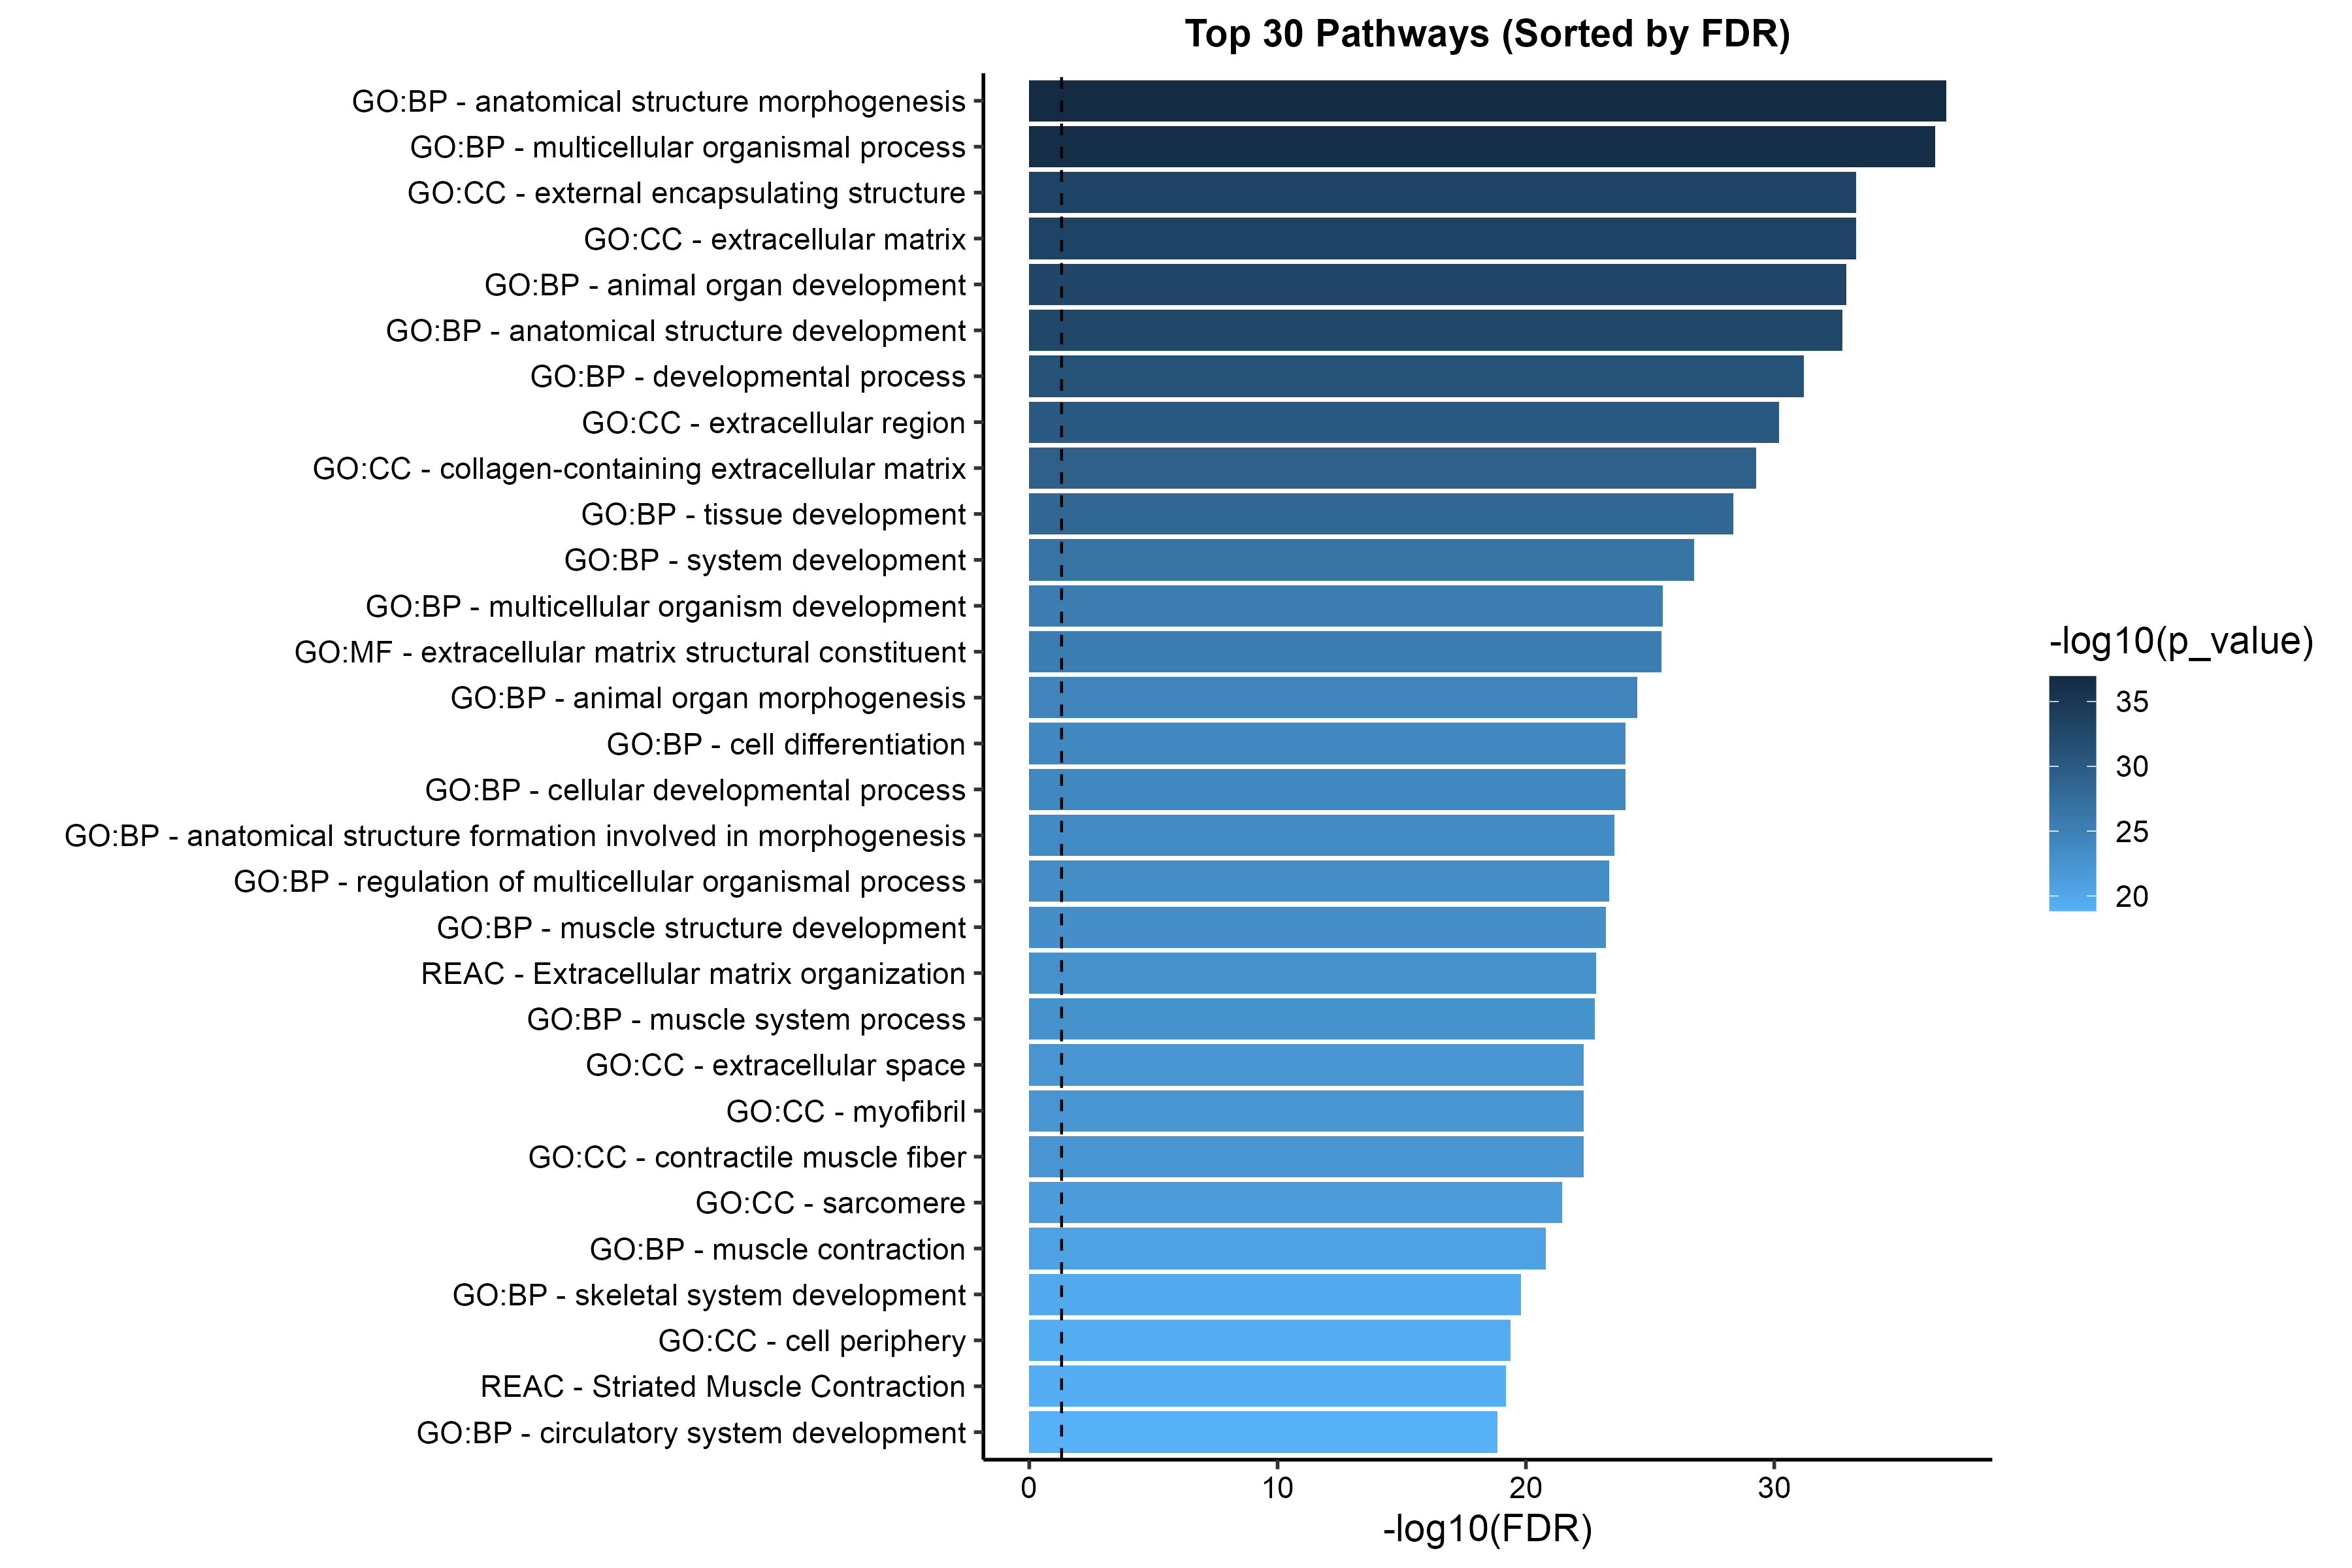 Top 30 Pathways (Sorted by FDR)
GO:BP - anatomical structure morphogenesis
GO:BP - multicellular organismal process
GO:CC - external encapsulating structure
GO:CC - extracellular matrix
GO:BP - animal organ development
GO:BP - anatomical structure development
GO:BP - developmental process
GO:CC - extracellular region
GO:CC - collagen-containing extracellular matrix
GO:BP - tissue development
GO:BP - system development
GO:BP - multicellular organism development
GO:MF - extracellular matrix structural constituent
GO:BP - animal organ morphogenesis
GO:BP - cell differentiation
GO:BP - cellular developmental process
GO:BP - anatomical structure formation involved in morphogenesis
GO:BP - regulation of multicellular organismal process
GO:BP - muscle structure development
REAC - Extracellular matrix organization
GO:BP - muscle system process
GO:CC - extracellular space
GO:CC - myofibril
GO:CC - contractile muscle fiber
GO:CC - sarcomere
GO:BP - muscle contraction
GO:BP - skeletal system development
GO:CC - cell periphery
REAC - Striated Muscle Contraction
GO:BP - circulatory system development
0 10 20 30
-log10(FDR)
-log10(p_value)
35
30
25
20